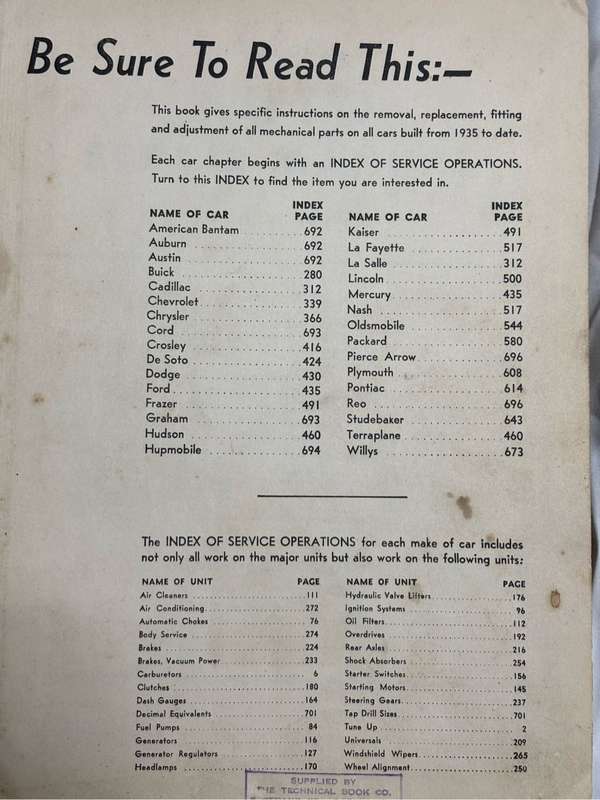 Be Sure To Read This:—
This book gives specific instructions on the removal, replacement, fitting
and adjustment of all mechanical parts on all cars built from 1935 to date.
Each car chapter begins with an INDEX OF SERVICE OPERATIONS.
Turn to this INDEX to find the item you are interested in.
NAME OF CAR INDEX PAGE
American Bantam 692
Auburn 692
Austin 692
Buick 280
Cadillac 312
Chevrolet 339
Chrysler 366
Cord 693
Crosley 416
De Soto 424
Dodge 430
Ford 435
Frazer 491
Graham 693
Hudson 460
Hupmobile 694
NAME OF CAR INDEX PAGE
Kaiser 491
La Fayette 517
La Salle 312
Lincoln 500
Mercury 435
Nash 517
Oldsmobile 544
Packard 580
Pierce Arrow 696
Plymouth 608
Pontiac 614
Reo 696
Studebaker 643
Terraplane 460
Willys 673
The INDEX OF SERVICE OPERATIONS for each make of car includes
not only all work on the major units but also work on the following units:
NAME OF UNIT PAGE
Air Cleaners 111
Air Conditioning 272
Automatic Chokes 76
Body Service 274
Brakes 224
Brakes, Vacuum Power 233
Carburetors 6
Clutches 180
Dash Gauges 164
Decimal Equivalents 701
Fuel Pumps 84
Generators 116
Generator Regulators 127
Headlamps 170
NAME OF UNIT PAGE
Hydraulic Valve Lifters 176
Ignition Systems 96
Oil Filters 112
Overdrives 192
Rear Axles 216
Shock Absorbers 254
Starter Switches 156
Starting Motors 145
Steering Gears 237
Tap Drill Sizes 701
Tune Up 2
Universals 209
Windshield Wipers 265
Wheel Alignment 250
SUPPLIED BY
THE TECHNICAL BOOK CO.